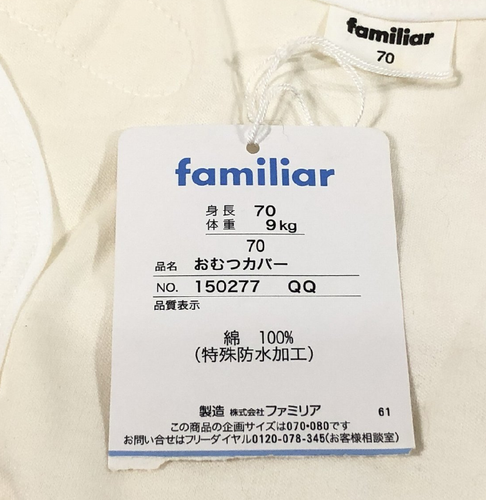 familiar
70
familiar
身長 70
体重 9kg
70
品名 おむつカバー
NO. 150277 QQ
品質表示
綿 100%
(特殊防水加工)
製造 株式会社 ファミリア 61
この商品の企画サイズは070・080です
お問い合せはフリーダイヤル0120-078-345(お客様相談室)